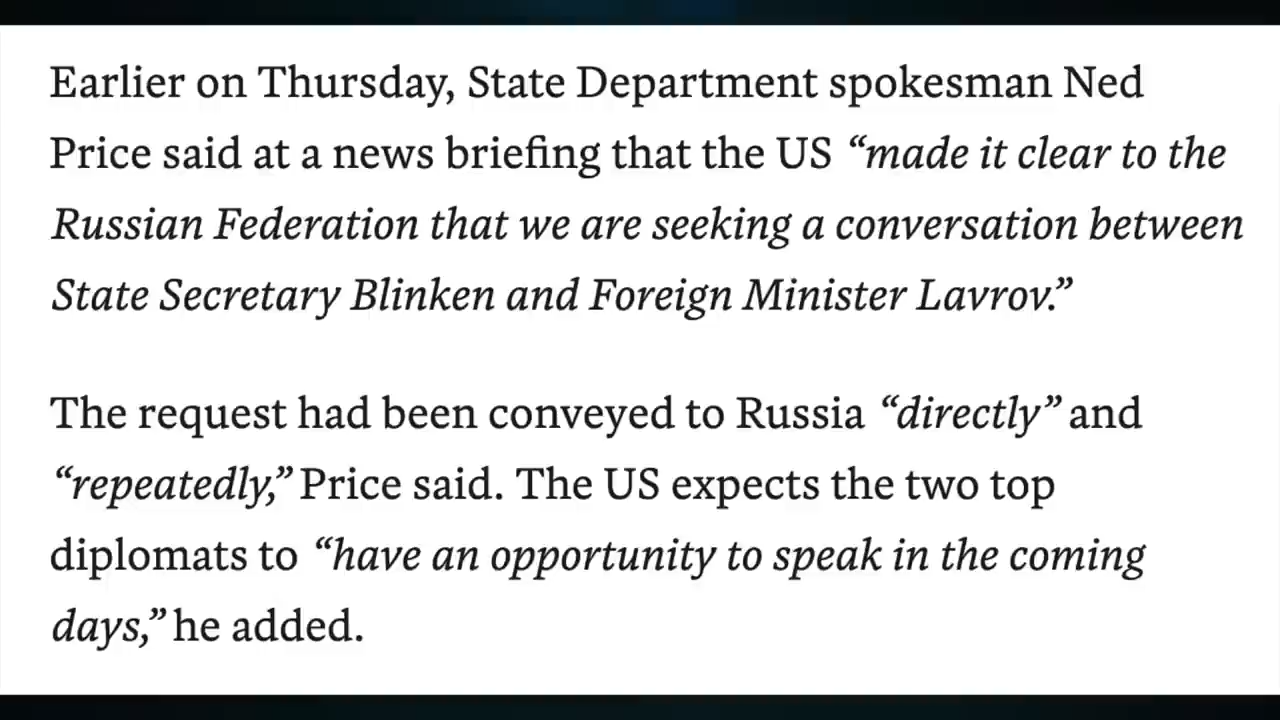 Earlier on Thursday, State Department spokesman Ned
Price said at a news briefing that the US “made it clear to the
Russian Federation that we are seeking a conversation between
State Secretary Blinken and Foreign Minister Lavrov.”
The request had been conveyed to Russia “directly” and
“repeatedly,” Price said. The US expects the two top
diplomats to “have an opportunity to speak in the coming
days,” he added.